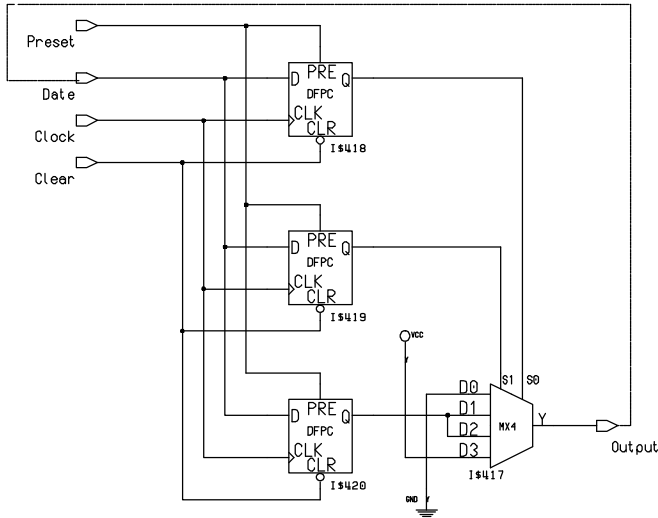 Preset
Date
Clock
Clear
D PRE Q
DFPC
CLK
CLR
I$418
D PRE Q
DFPC
CLK
CLR
I$419
VCC
D PRE Q
DFPC
CLK
CLR
I$420
S1 S0
D0
D1
D2
D3
MX4
Y
I$417
Output
GND